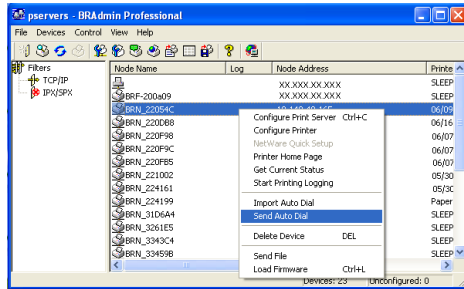 pservers - BRAdmin Professional
File Devices Control View Help
Filters
TCP/IP
IPX/SPX
Node Name Log Node Address Printe
XX.XXX.XX.XXX SLEEP
BRF-200a09 XX.XXX.XX.XXX SLEEP
BRN_22054C 06/09
BRN_220DB8 06/16
BRN_220F98 06/07
BRN_220F9C 06/07
BRN_220FB5 06/07
BRN_221002 05/30
BRN_224161 05/30
BRN_224199 Paper
BRN_31D6A4 SLEEP
BRN_3261E5 SLEEP
BRN_3343C4 SLEEP
BRN_33459B SLEEP
Configure Print Server Ctrl+C
Configure Printer
NetWare Quick Setup
Printer Home Page
Get Current Status
Start Printing Logging
Import Auto Dial
Send Auto Dial
Delete Device DEL
Send File
Load Firmware Ctrl+L
Devices: 23 Unconfigured: 0